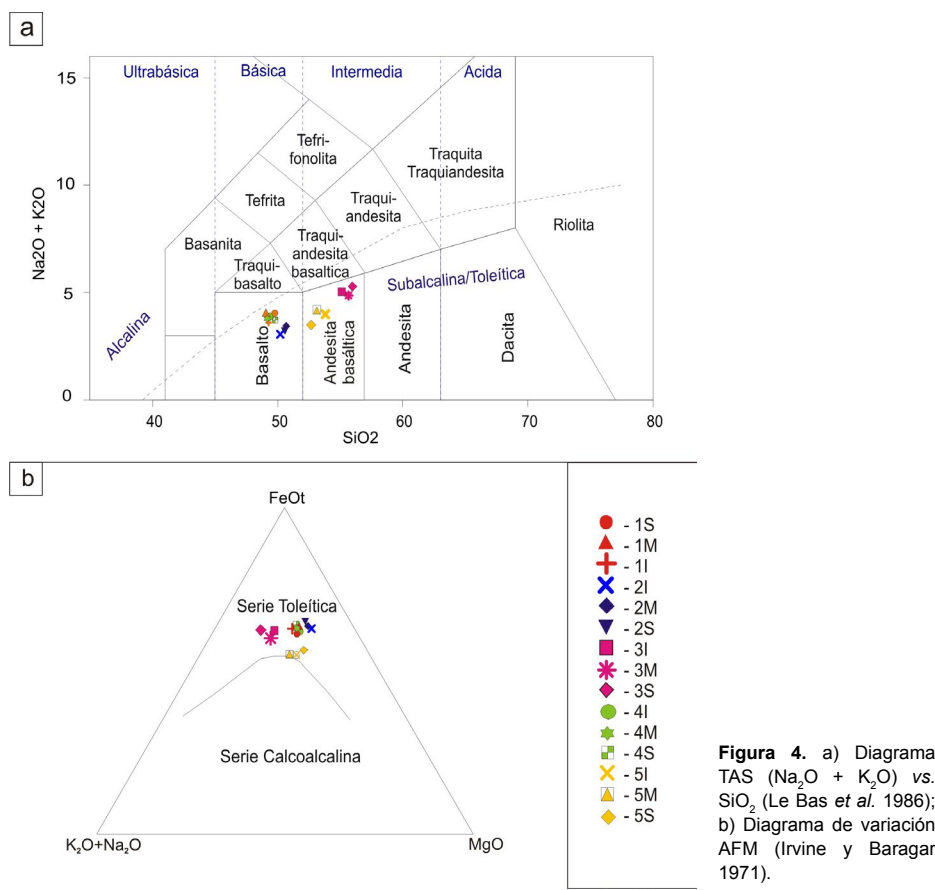 a
Ultrabásica Básica Intermedia Acida
15
Tefri-
fonolita
Traquita
Traquiandesita
10
Na2O + K2O
Tefrita
Traqui-
andesita
Riolita
Basanita
Traqui-
andesita
basaltica
Traqui-
basalto
Subalcalina/Toleítica
5
Alcalina
Basalto
Andesita
basáltica
Andesita
Dacita
0
40 50 60 70 80
SiO2
b
FeOt
Serie Toleítica
Serie Calcoalcalina
K₂O+Na₂O
MgO
- 1S
- 1M
- 1I
- 2I
- 2M
- 2S
- 3I
- 3M
- 3S
- 4I
- 4M
- 4S
- 5I
- 5M
- 5S
Figura 4. a) Diagrama
TAS (Na₂O + K₂O) vs.
SiO₂ (Le Bas et al. 1986);
b) Diagrama de variación
AFM (Irvine y Baragar
1971).